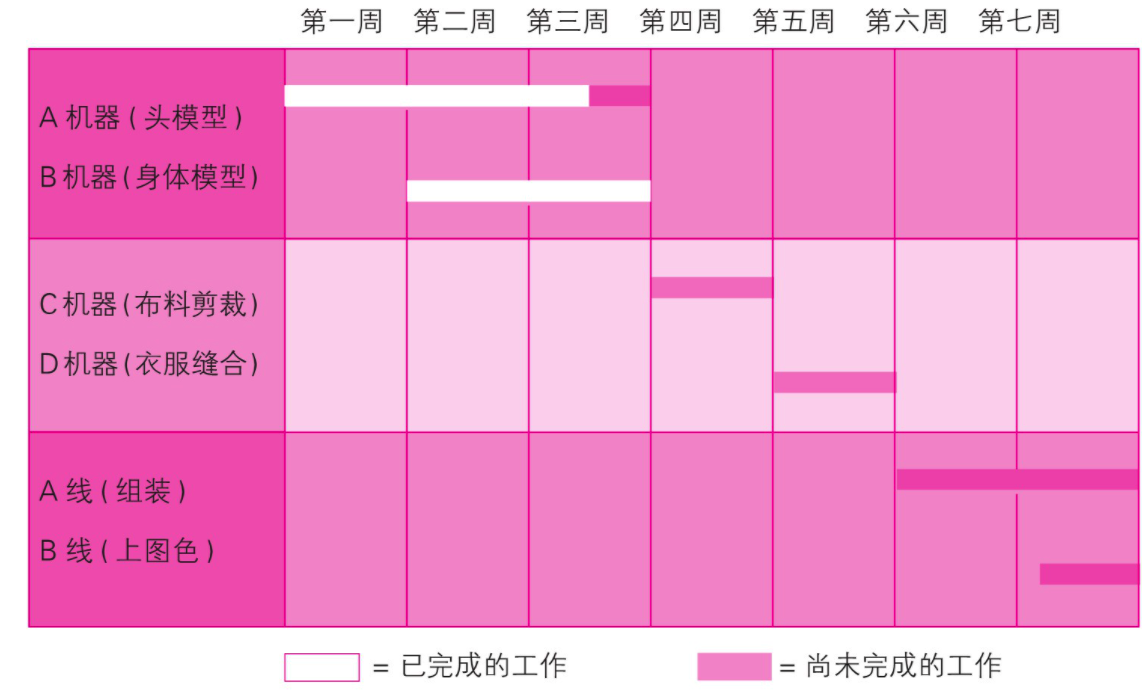 第一周 第二周 第三周 第四周 第五周 第六周 第七周
A 机器(头模型)
B机器(身体模型)
C机器(布料剪裁)
D机器(衣服缝合)
A 线(组装)
B 线(上图色)
= 已完成的工作 = 尚未完成的工作